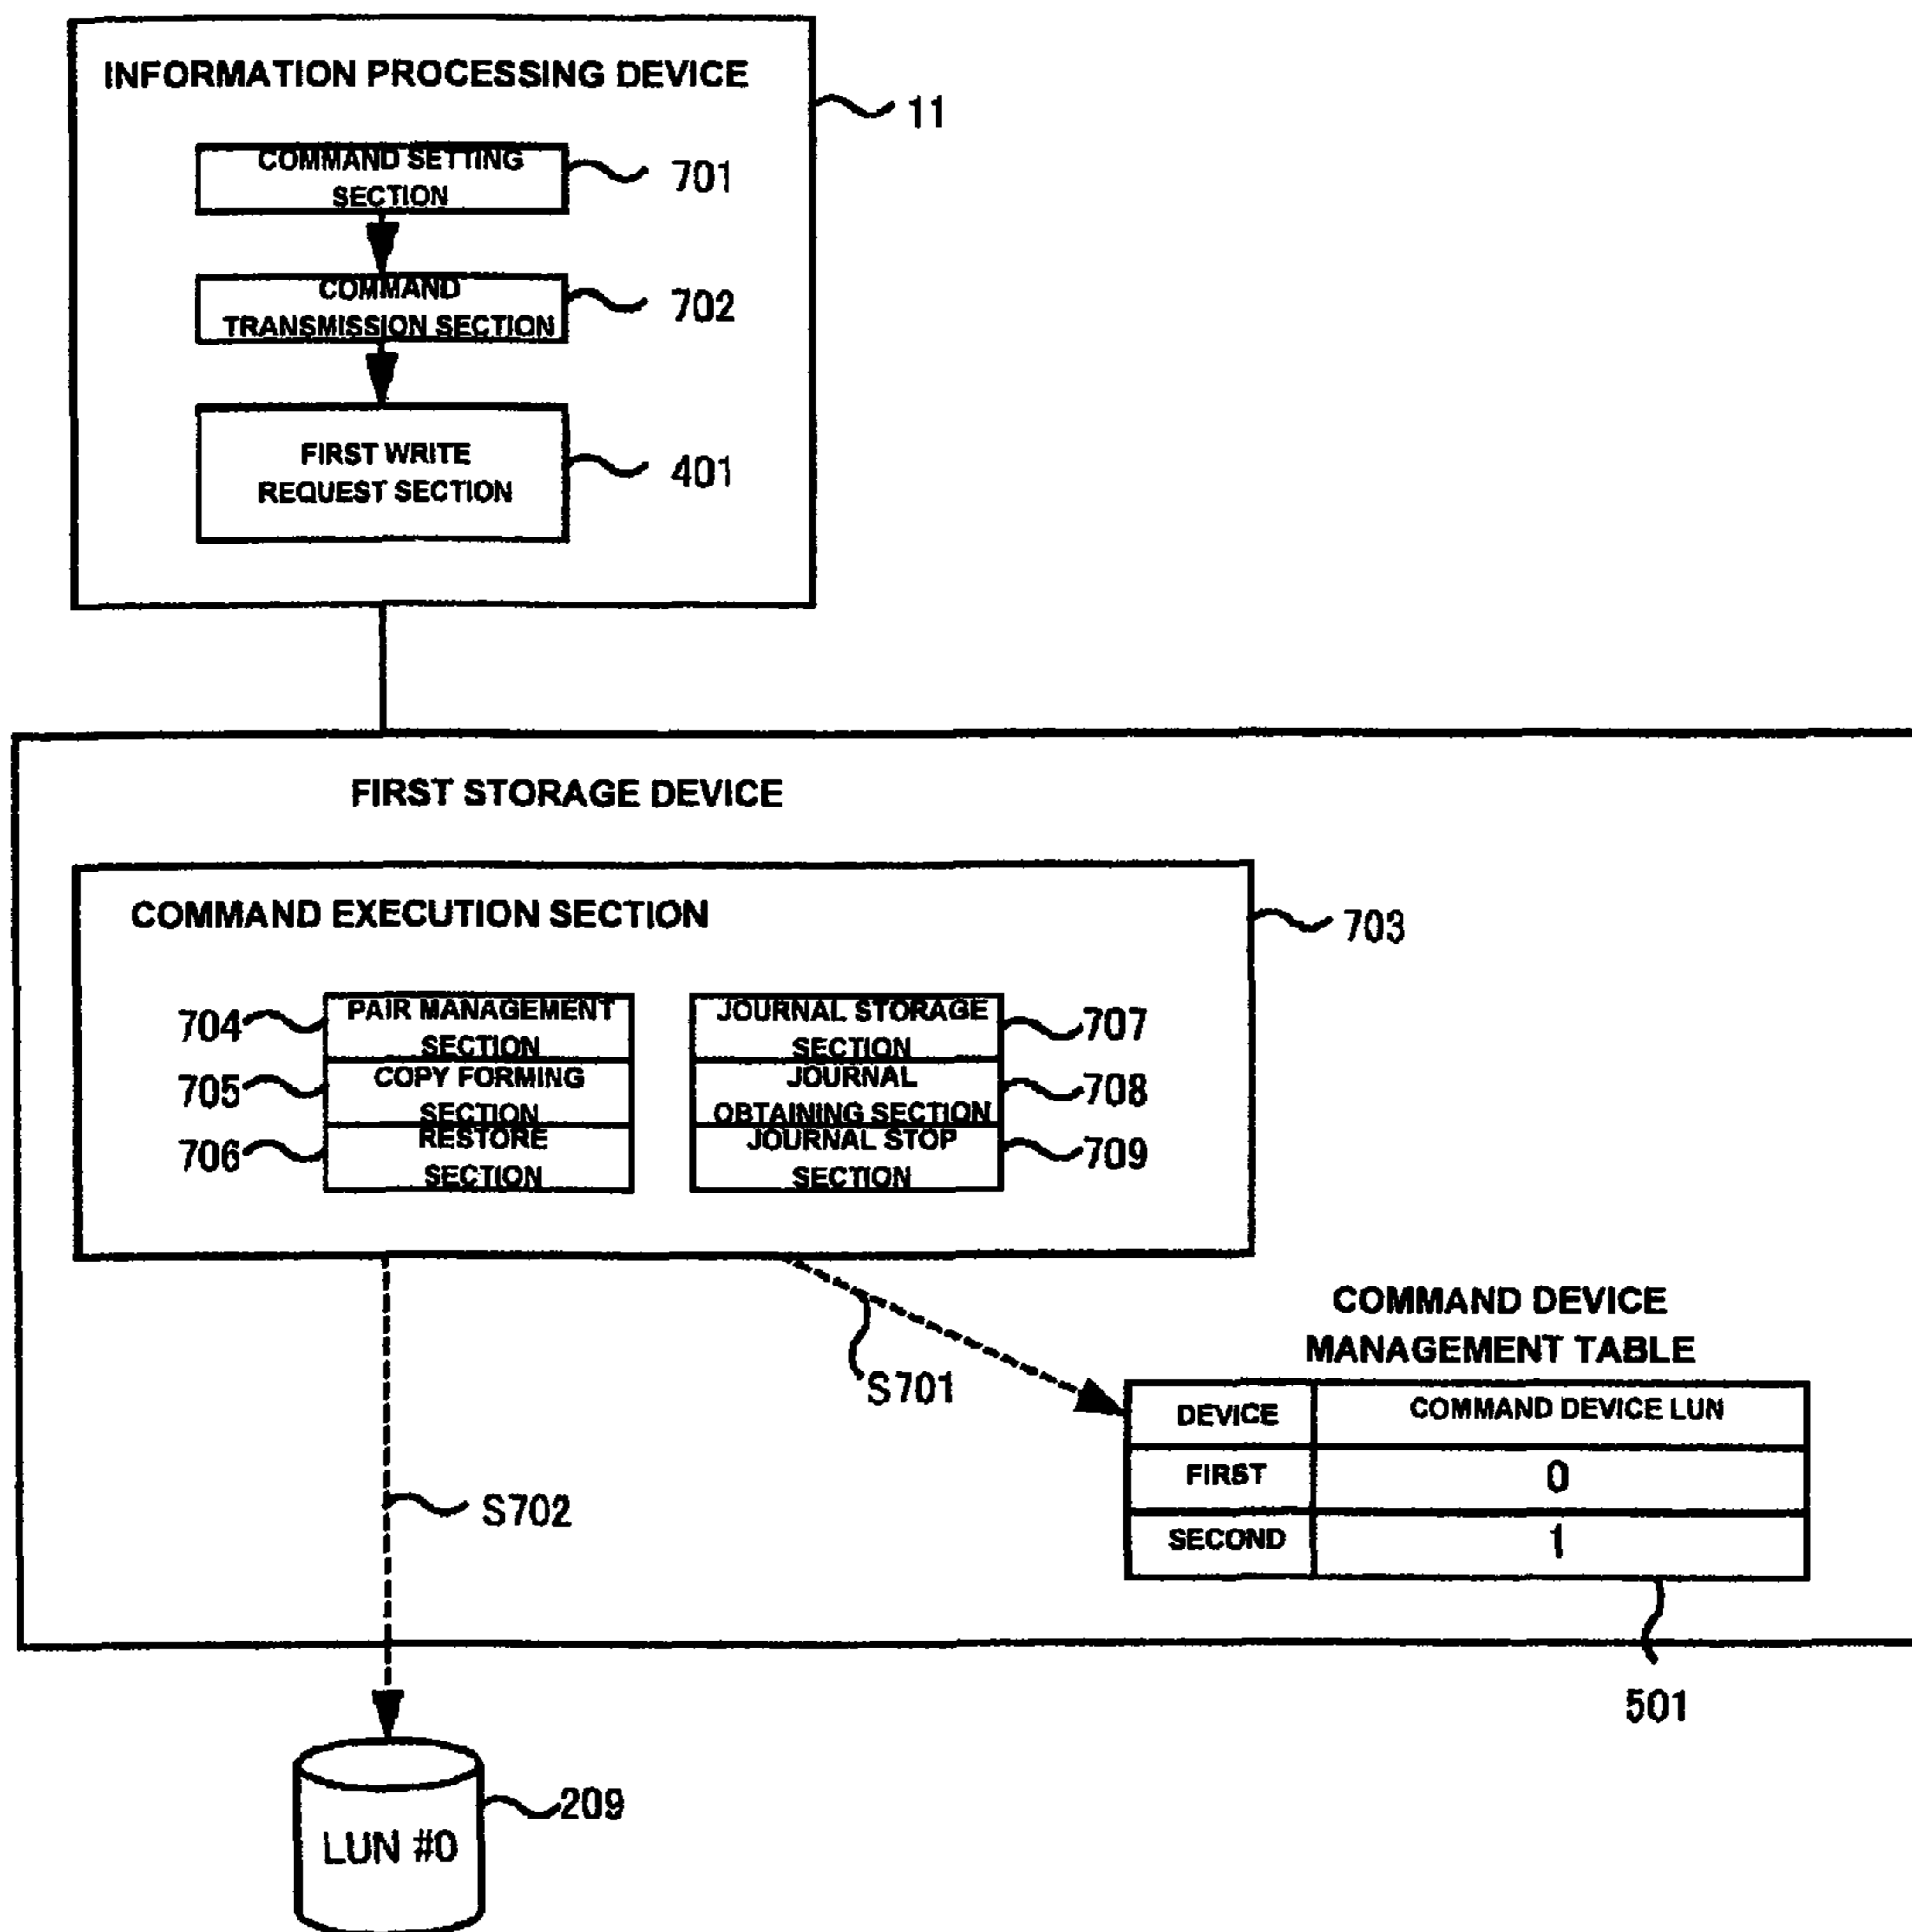 INFORMATION PROCESSING DEVICE
11
COMMAND SETTING
SECTION
701
COMMAND
TRANSMISSION SECTION
702
FIRST WRITE
REQUEST SECTION
401
FIRST STORAGE DEVICE
COMMAND EXECUTION SECTION
703
704
PAIR MANAGEMENT
SECTION
705
COPY FORMING
SECTION
706
RESTORE
SECTION
JOURNAL STORAGE
SECTION
707
JOURNAL
OBTAINING SECTION
708
JOURNAL STOP
SECTION
709
S701
S702
COMMAND DEVICE
MANAGEMENT TABLE
DEVICE COMMAND DEVICE LUN
FIRST 0
SECOND 1
501
LUN #0
209